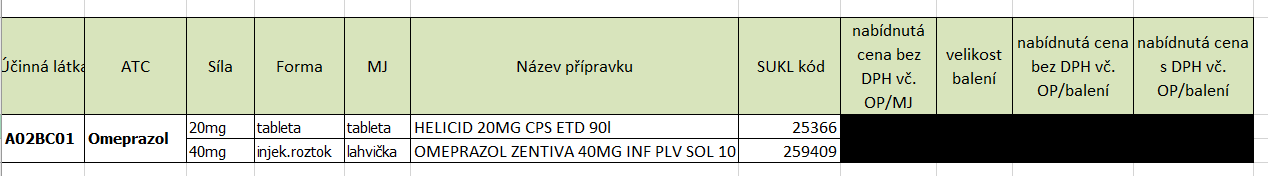 Účinná látka ATC Síla Forma MJ Název přípravku SUKL kód nabídnutá cena bez DPH vč. OP/MJ velikost balení nabídnutá cena bez DPH vč. OP/balení nabídnutá cena s DPH vč. OP/balení
A02BC01 Omeprazol 20mg tableta tableta HELICID 20MG CPS ETD 90l 25366
40mg injek.roztok lahvička OMEPRAZOL ZENTIVA 40MG INF PLV SOL 10 259409